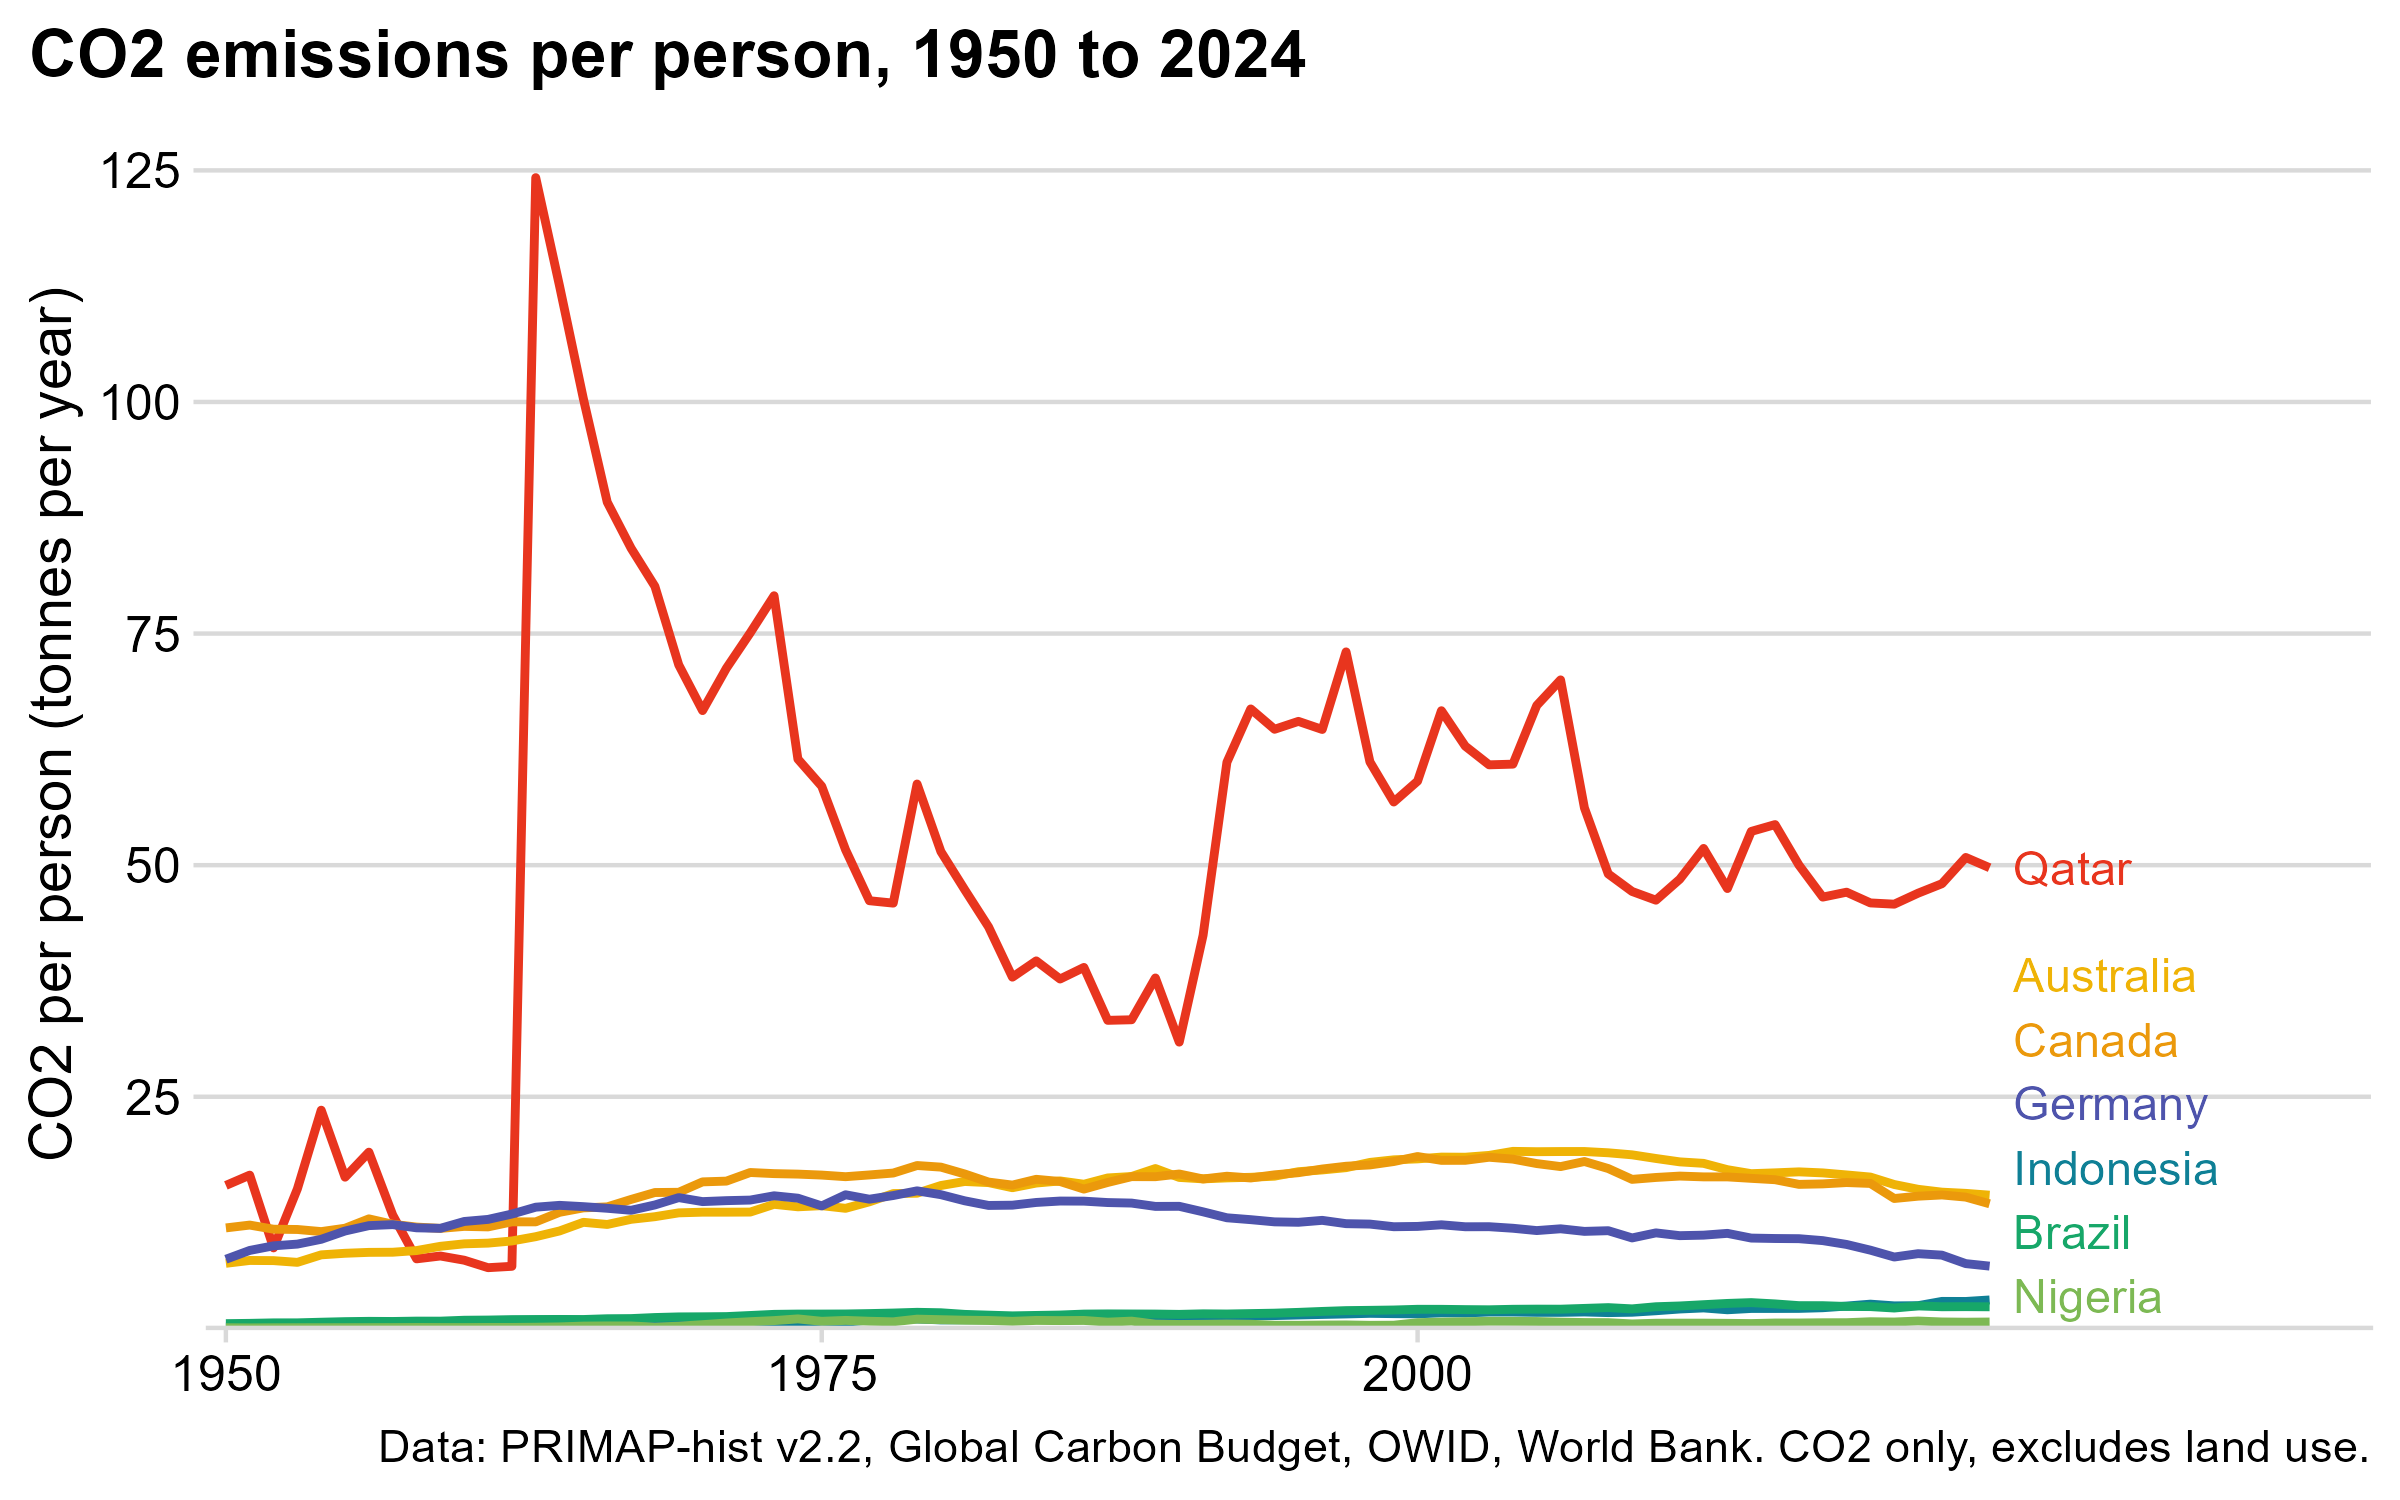 CO2 emissions per person, 1950 to 2024
CO2 per person (tonnes per year)
125
100
75
50
25
Qatar
Australia
Canada
Germany
Indonesia
Brazil
Nigeria
1950
1975
2000
Data: PRIMAP-hist v2.2, Global Carbon Budget, OWID, World Bank. CO2 only, excludes land use.